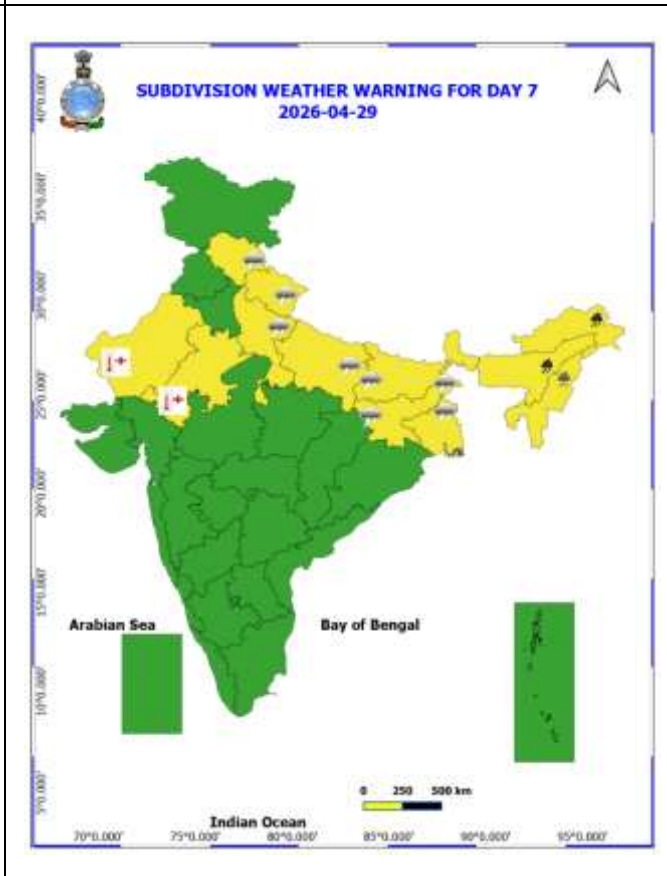 SUBDIVISION WEATHER WARNING FOR DAY 7
2026-04-29
40°0.000'
35°0.000'
30°0.000'
25°0.000'
20°0.000'
15°0.000'
10°0.000'
5°0.000'
Arabian Sea
Bay of Bengal
0 250 500 km
Indian Ocean
70°0.000' 75°0.000' 80°0.000' 85°0.000' 90°0.000' 95°0.000'